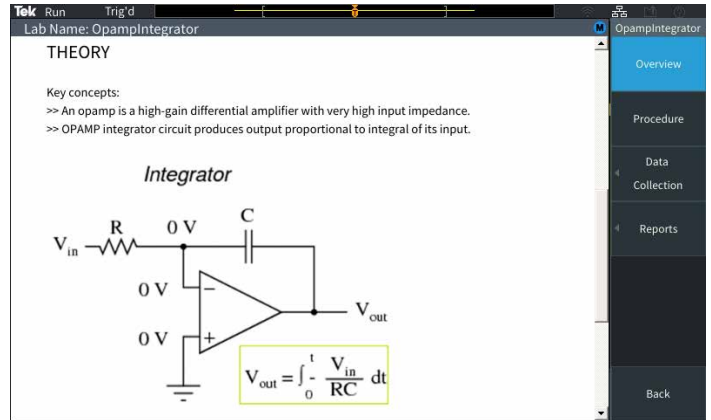 Tek Run Trig'd
Lab Name: OpampIntegrator
M
OpampIntegrator
THEORY
Key concepts:
>> An opamp is a high-gain differential amplifier with very high input impedance.
>> OPAMP integrator circuit produces output proportional to integral of its input.
Integrator
R
0 V
C
Vin
0 V
−
Vout
0 V
+
Vout = ∫0t - Vin/RC dt
Overview
Procedure
Data
Collection
Reports
Back